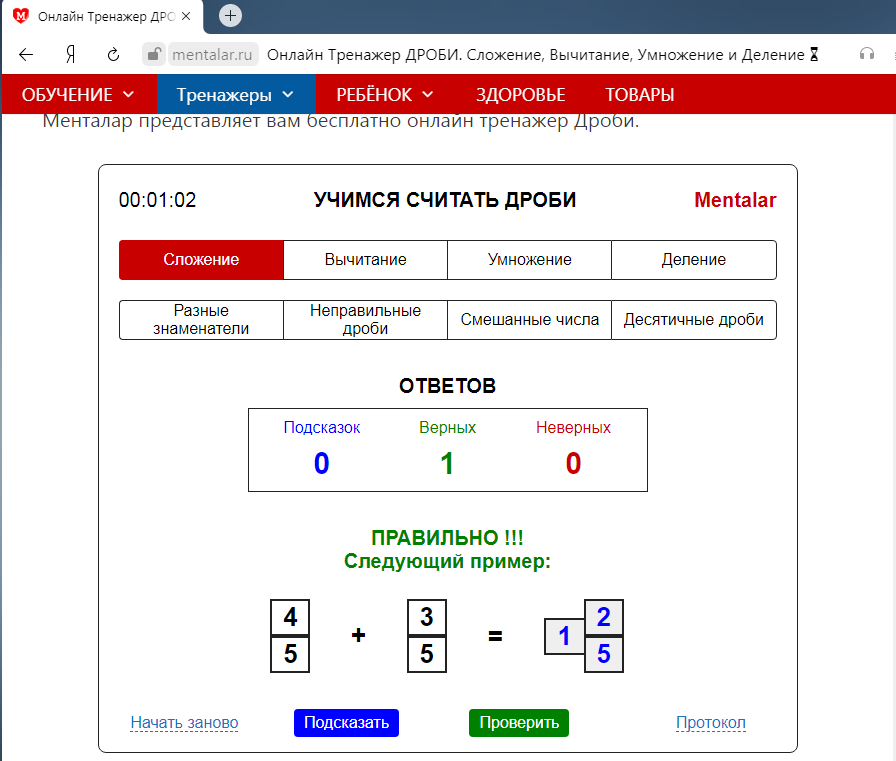 Онлайн Тренажер ДРО
mentalar.ru Онлайн Тренажер ДРОБИ. Сложение, Вычитание, Умножение и Деление
ОБУЧЕНИЕ Тренажеры РЕБЁНОК ЗДОРОВЬЕ ТОВАРЫ
Менталар представляет вам бесплатно онлайн тренажер Дроби.
00:01:02 УЧИМСЯ СЧИТАТЬ ДРОБИ Mentalar
Сложение Вычитание Умножение Деление
Разные знаменатели Неправильные дроби Смешанные числа Десятичные дроби
ОТВЕТОВ
Подсказок Верных Неверных
0 1 0
ПРАВИЛЬНО !!!
Следующий пример:
4 3 2
+ = 1
5 5 5
Начать заново Подсказать Проверить Протокол